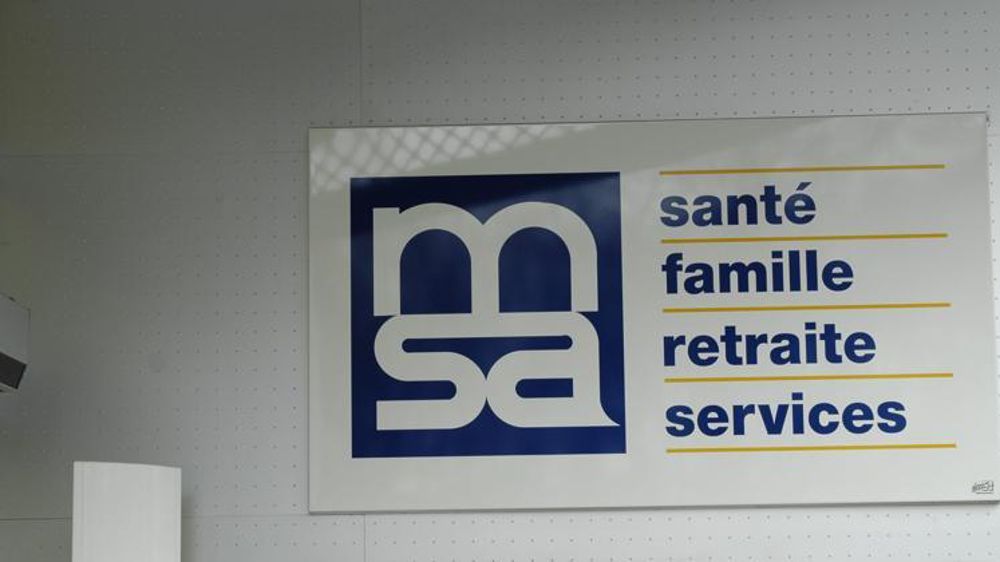 msa
santé
famille
retraite
services